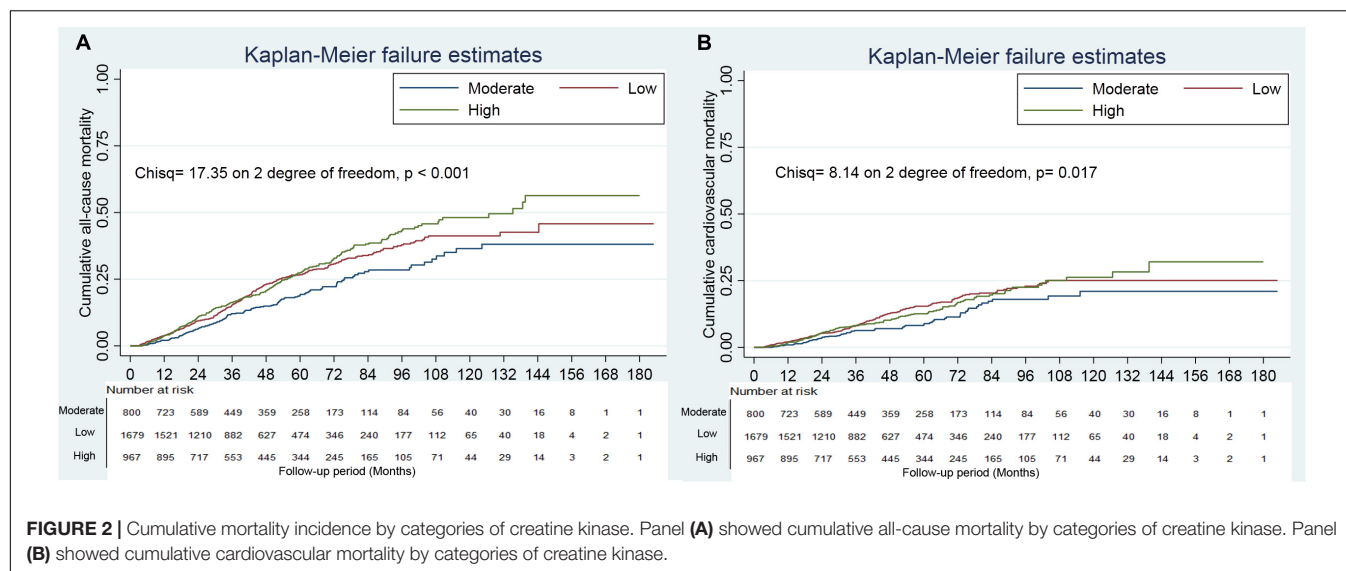 A
Kaplan-Meier failure estimates
Moderate Low
High
Cumulative all-cause mortality
1.00
0.75
0.50
0.25
0.00
Chisq= 17.35 on 2 degree of freedom, p < 0.001
0 12 24 36 48 60 72 84 96 108 120 132 144 156 168 180
Number at risk
Moderate 800 723 589 449 359 258 173 114 84 56 40 30 16 8 1 1
Low 1679 1521 1210 882 627 474 346 240 177 112 65 40 18 4 2 1
High 967 895 717 553 445 344 245 165 105 71 44 29 14 3 2 1
Follow-up period (Months)
B
Kaplan-Meier failure estimates
Moderate Low
High
Cumulative cardiovascular mortality
1.00
0.75
0.50
0.25
0.00
Chisq= 8.14 on 2 degree of freedom, p= 0.017
0 12 24 36 48 60 72 84 96 108 120 132 144 156 168 180
Number at risk
Moderate 800 723 589 449 359 258 173 114 84 56 40 30 16 8 1 1
Low 1679 1521 1210 882 627 474 346 240 177 112 65 40 18 4 2 1
High 967 895 717 553 445 344 245 165 105 71 44 29 14 3 2 1
Follow-up period (Months)
FIGURE 2 | Cumulative mortality incidence by categories of creatine kinase. Panel (A) showed cumulative all-cause mortality by categories of creatine kinase. Panel
(B) showed cumulative cardiovascular mortality by categories of creatine kinase.